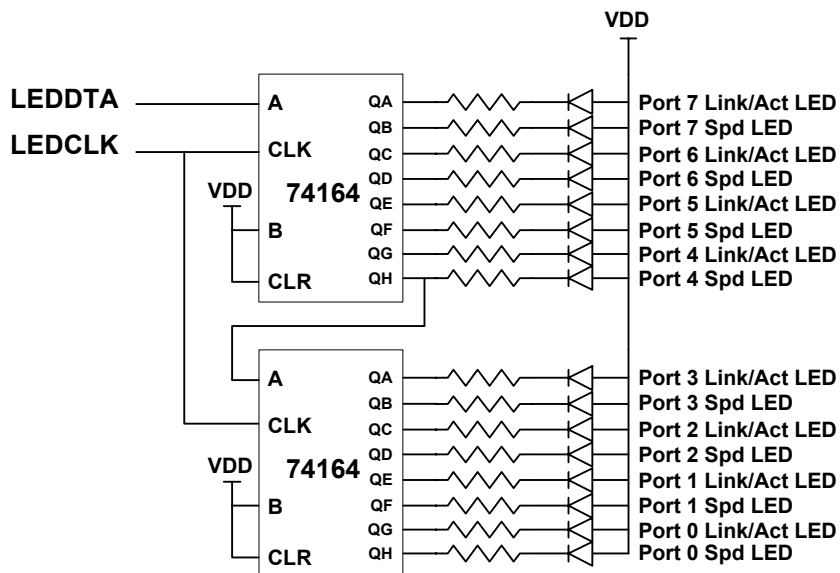 VDD
LEDDTA A QA Port 7 Link/Act LED
QB Port 7 Spd LED
LEDCLK CLK QC Port 6 Link/Act LED
QD Port 6 Spd LED
VDD 74164 QE Port 5 Link/Act LED
B QF Port 5 Spd LED
QG Port 4 Link/Act LED
CLR QH Port 4 Spd LED
A QA Port 3 Link/Act LED
QB Port 3 Spd LED
CLK QC Port 2 Link/Act LED
QD Port 2 Spd LED
VDD 74164 QE Port 1 Link/Act LED
B QF Port 1 Spd LED
QG Port 0 Link/Act LED
CLR QH Port 0 Spd LED